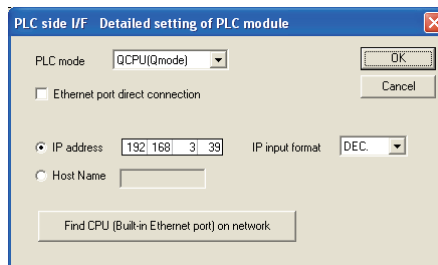 PLC side I/F Detailed setting of PLC module
PLC mode QCPU(Qmode) OK
Ethernet port direct connection Cancel
IP address 192 168 3 39 IP input format DEC.
Host Name
Find CPU (Built-in Ethernet port) on network